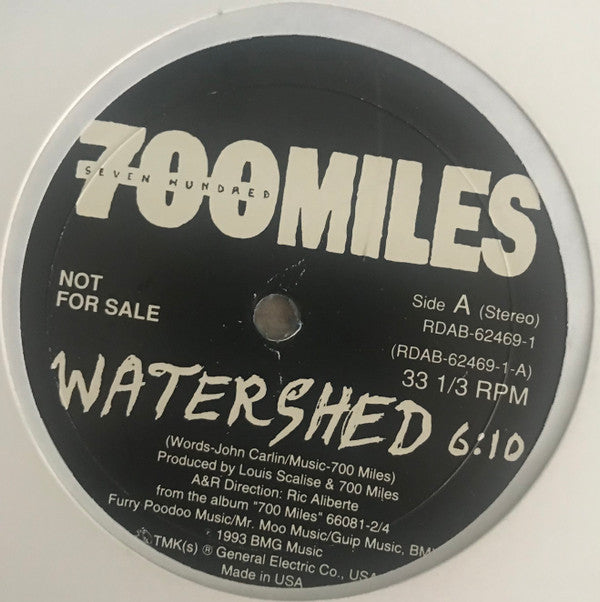 700 MILES
SEVEN HUNDRED
NOT
FOR SALE
Side A (Stereo)
RDAB-62469-1
(RDAB-62469-1-A)
33 1/3 RPM
WATERSHED 6:10
(Words-John Carlin/Music-700 Miles)
Produced by Louis Scalise & 700 Miles
A&R Direction: Ric Aliberte
from the album "700 Miles" 66081-2/4
Furry Poodoo Music/Mr. Moo Music/Guip Music, BMI
1993 BMG Music
TMK(s) ® General Electric Co., USA
Made in USA